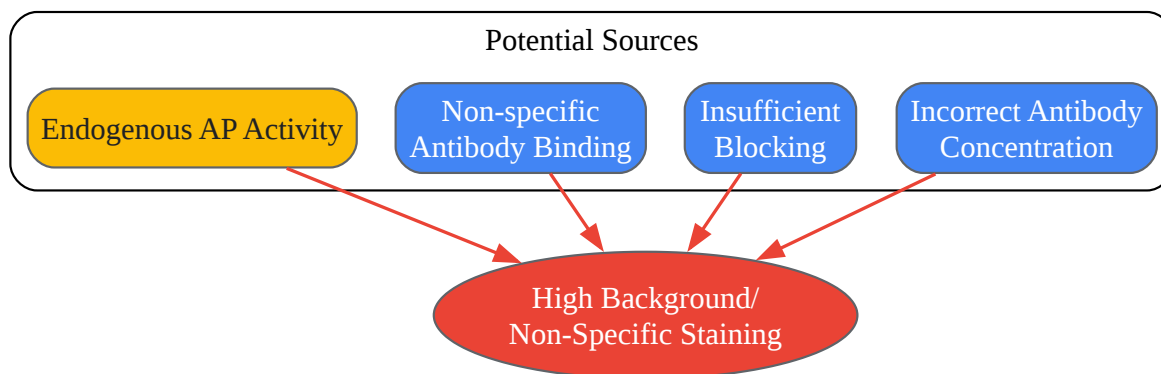 Potential Sources
Endogenous AP Activity
Non-specific
Antibody Binding
Insufficient
Blocking
Incorrect Antibody
Concentration
High Background/
Non-Specific Staining